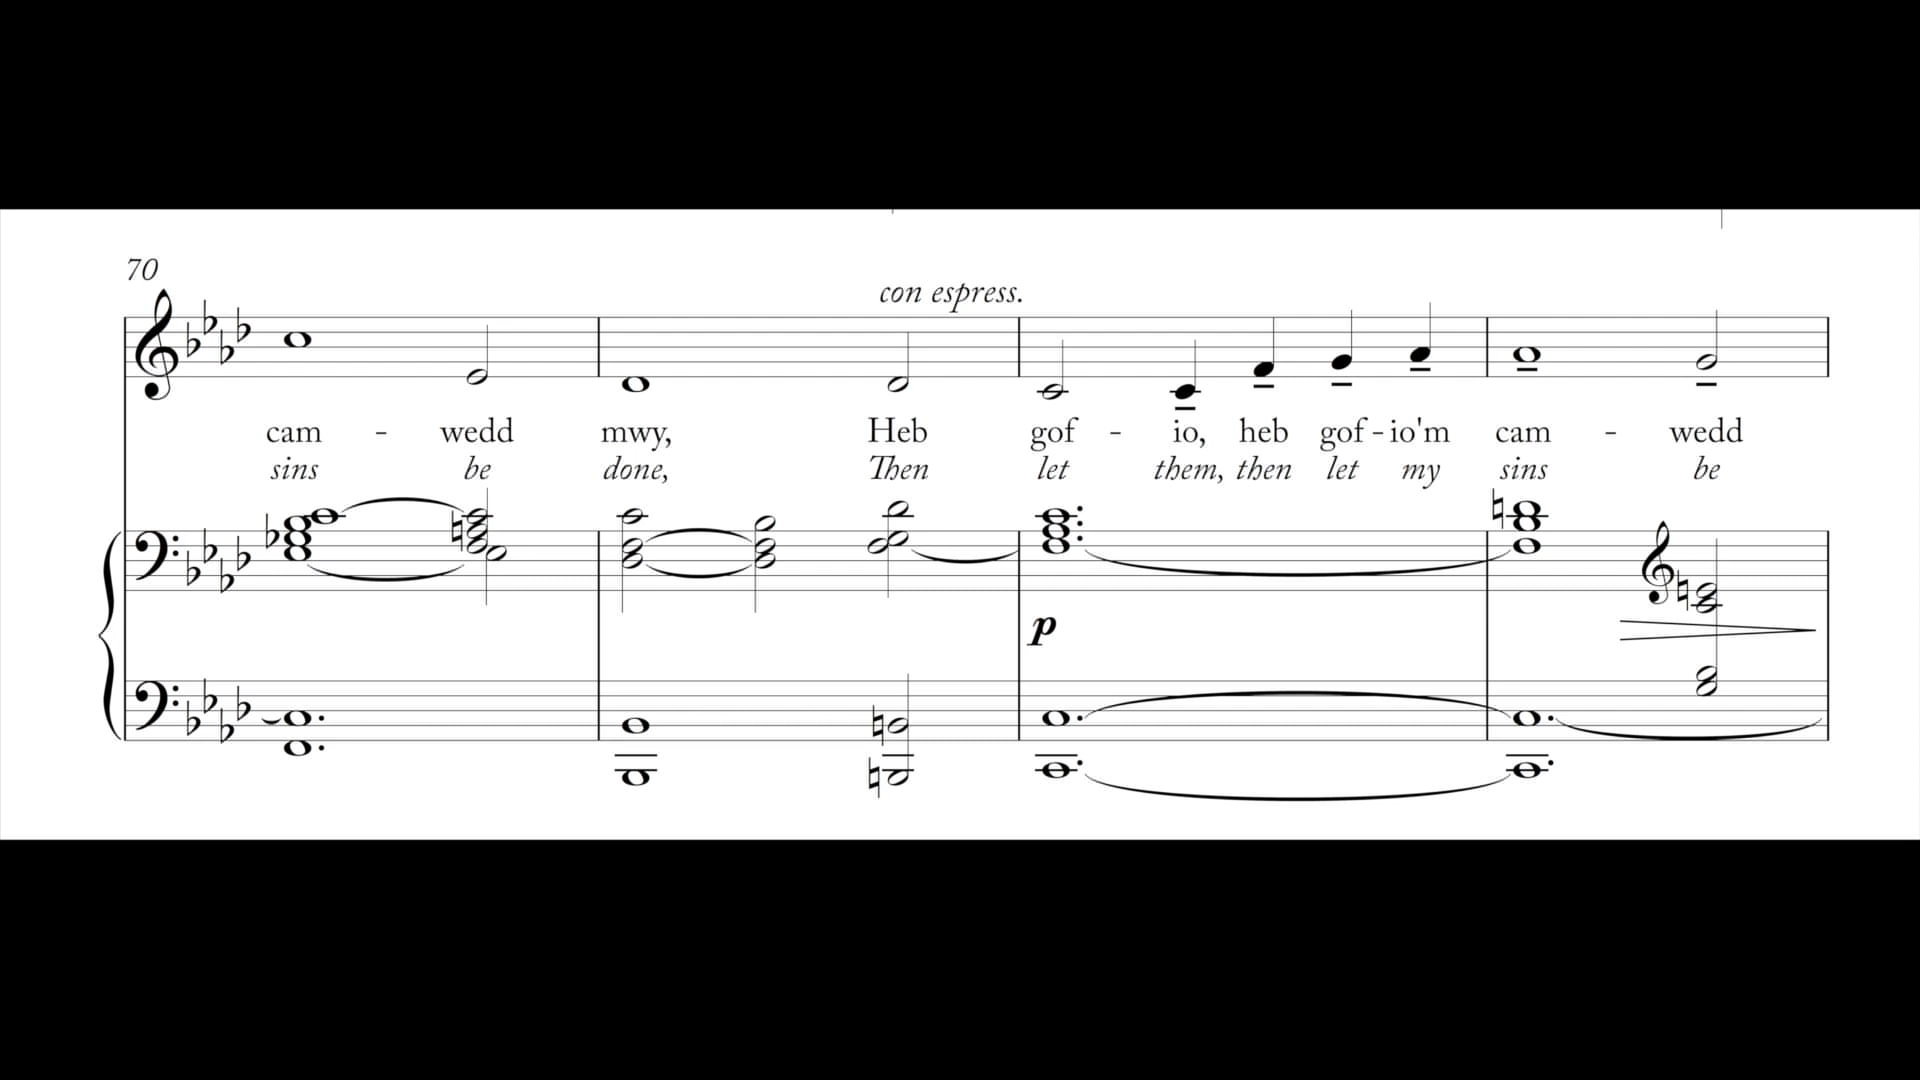 70
con espress.
cam - wedd mwy, Heb gof - io, heb gof - io'm cam - wedd
sins be done, Then let them, then let my sins be
p